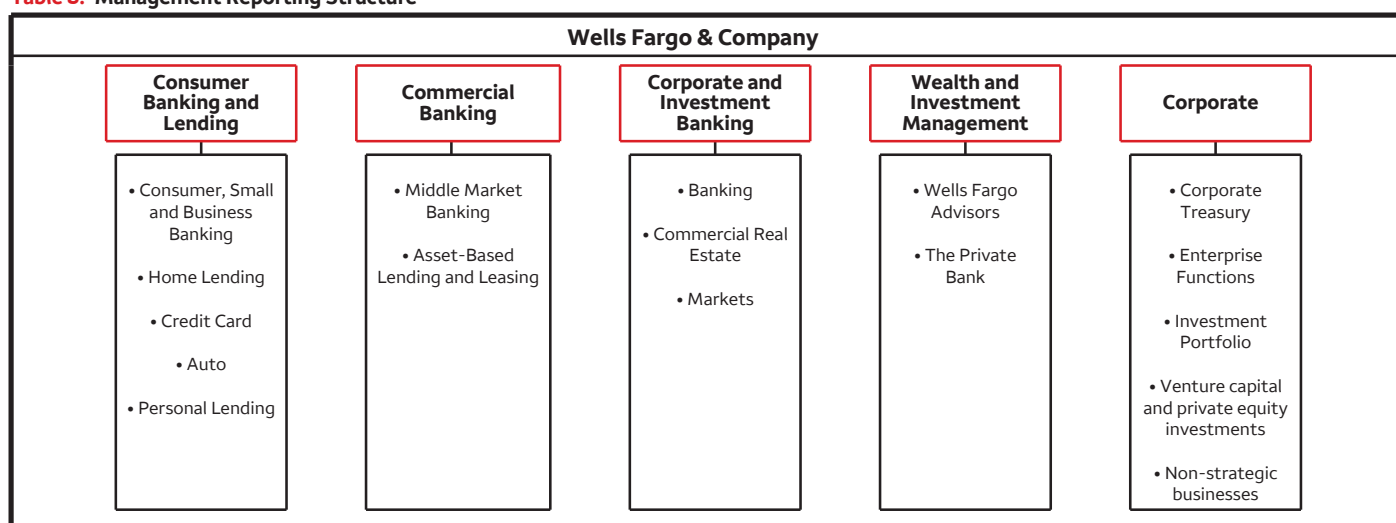 Management Reporting Structure
Wells Fargo & Company
Consumer
Banking and
Lending
• Consumer, Small
and Business
Banking
• Home Lending
• Credit Card
• Auto
• Personal Lending
Commercial
Banking
• Middle Market
Banking
• Asset-Based
Lending and Leasing
Corporate and
Investment
Banking
• Banking
• Commercial Real
Estate
• Markets
Wealth and
Investment
Management
• Wells Fargo
Advisors
• The Private
Bank
Corporate
• Corporate
Treasury
• Enterprise
Functions
• Investment
Portfolio
• Venture capital
and private equity
investments
• Non-strategic
businesses